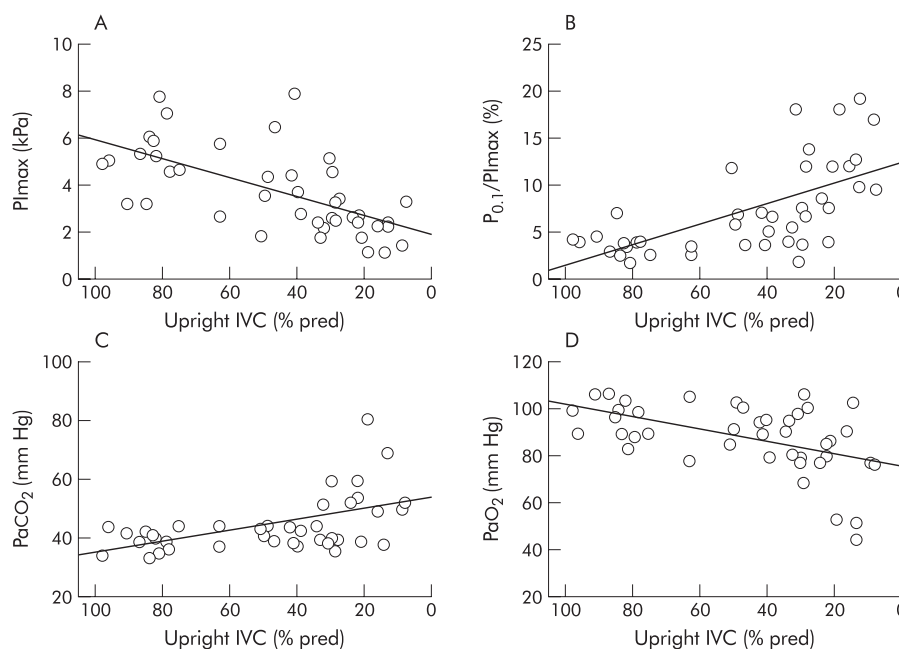 A
PImax (kPa)
10
8
6
4
2
0
100 80 60 40 20 0
Upright IVC (% pred)
B
P0.1/PImax (%)
25
20
15
10
5
0
100 80 60 40 20 0
Upright IVC (% pred)
C
PaCO2 (mm Hg)
100
80
60
40
20
100 80 60 40 20 0
Upright IVC (% pred)
D
PaO2 (mm Hg)
120
100
80
60
40
20
100 80 60 40 20 0
Upright IVC (% pred)